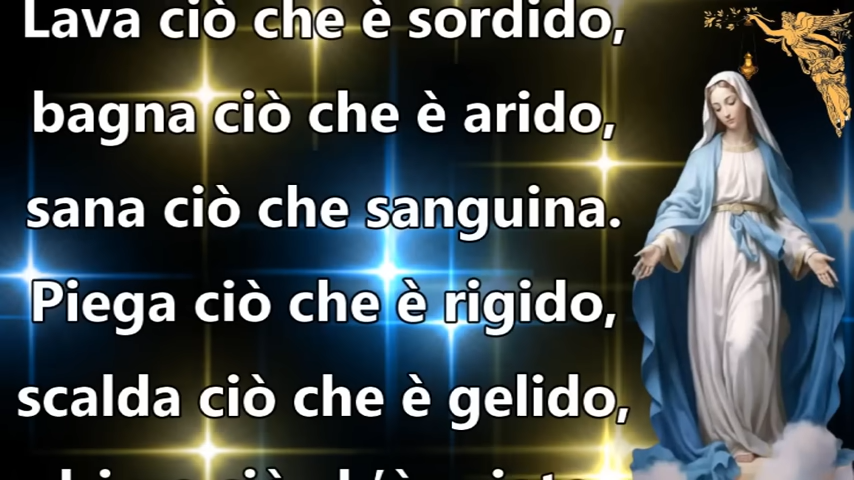 Lava ciò che è sordido,
bagna ciò che è arido,
sana ciò che sanguina.
Piega ciò che è rigido,
scalda ciò che è gelido,